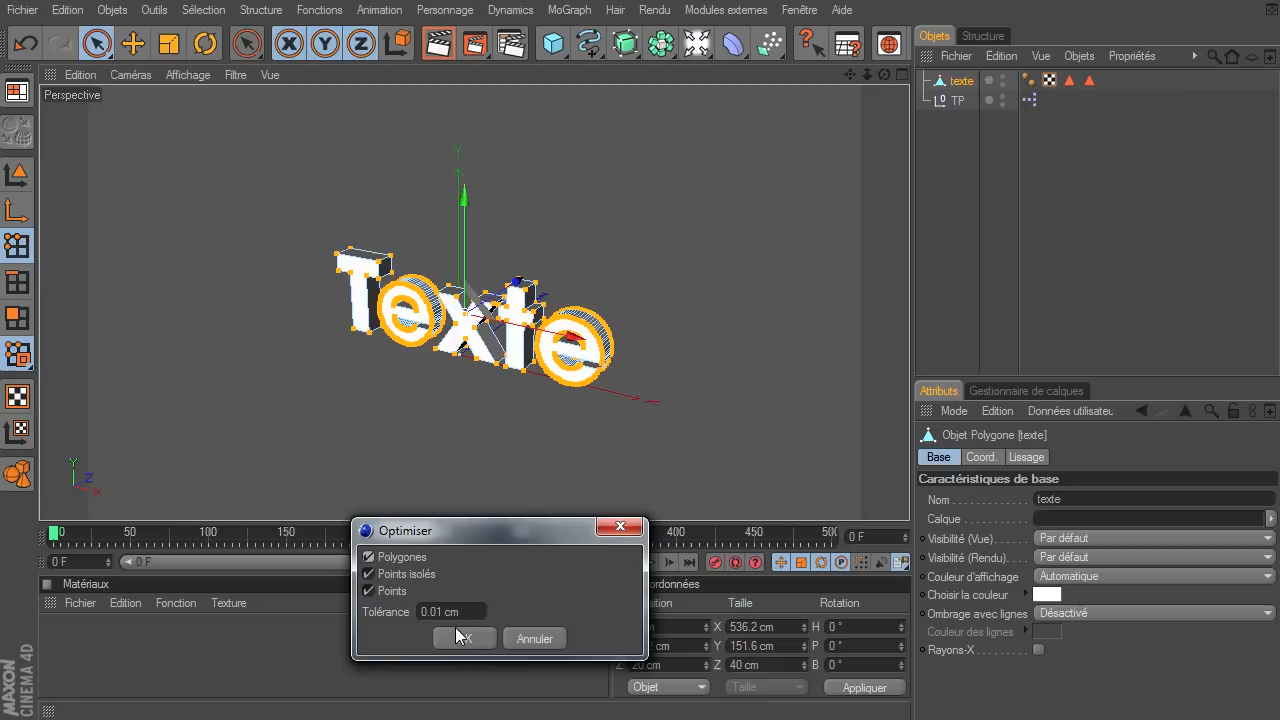 Fichier Edition Objets Outils Sélection Structure Fonctions Animation Personnage Dynamics MoGraph Hair Rendu Modules externes Fenêtre Aide
Objets Structure
Fichier Edition Vue Objets Propriétés
Edition Caméras Affichage Filtre Vue
texte
TP
Perspective
Y
Texte
X
Y
Z
X
Attributs Gestionnaire de calques
Mode Edition Données utilisateu
Objet Polygone [texte]
Base Coord. Lissage
Caractéristiques de base
Nom texte
Calque
Visibilité (Vue) Par défaut
Visibilité (Rendu) Par défaut
Couleur d'affichage Automatique
Choisir la couleur
Ombrage avec lignes Désactivé
Couleur des lignes
Rayons-X
0 50 100 150 400 450 500 0 F
0 F 0 F
Optimiser
Polygones
Points isolés
Points
Tolérance 0.01 cm
Annuler
Matériaux
Fichier Edition Fonction Texture
Taille Rotation
X 536.2 cm H 0 °
Y 151.6 cm P 0 °
20 cm Z 40 cm B 0 °
Objet Taille Appliquer
MAXON
CINEMA 4D